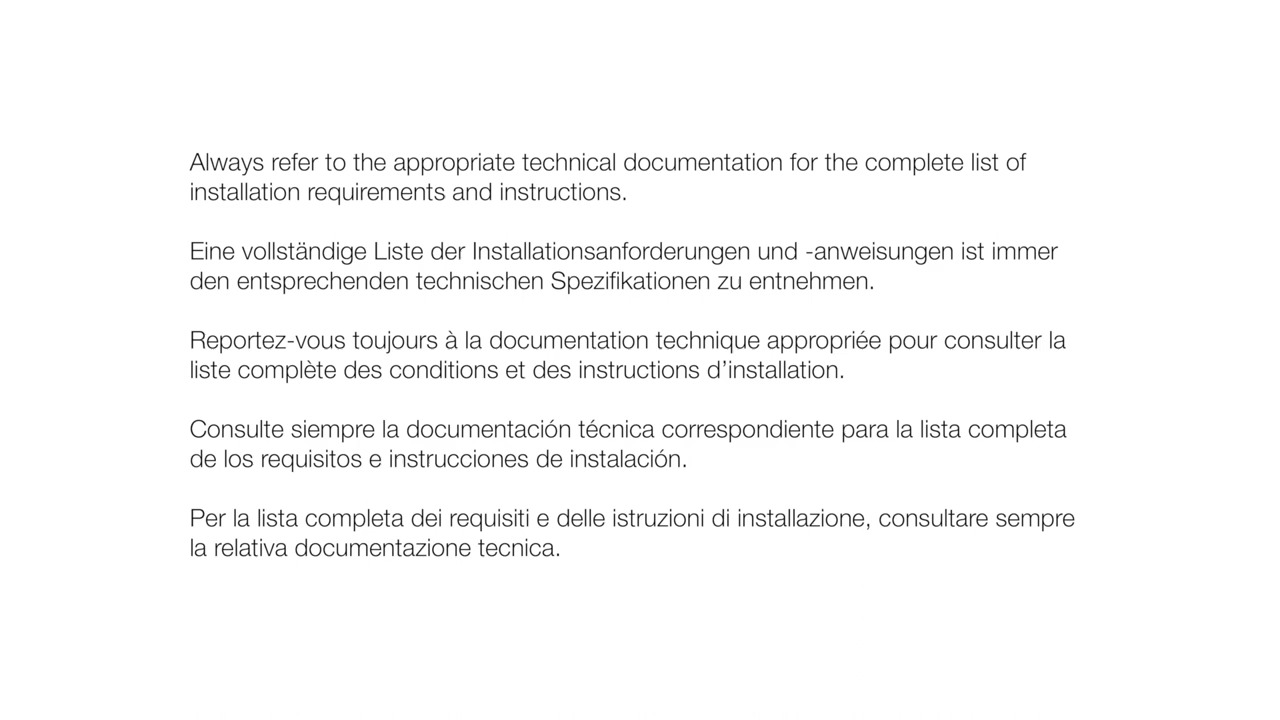 Always refer to the appropriate technical documentation for the complete list of
installation requirements and instructions.
Eine vollständige Liste der Installationsanforderungen und -anweisungen ist immer
den entsprechenden technischen Spezifikationen zu entnehmen.
Reportez-vous toujours à la documentation technique appropriée pour consulter la
liste complète des conditions et des instructions d’installation.
Consulte siempre la documentación técnica correspondiente para la lista completa
de los requisitos e instrucciones de instalación.
Per la lista completa dei requisiti e delle istruzioni di installazione, consultare sempre
la relativa documentazione tecnica.